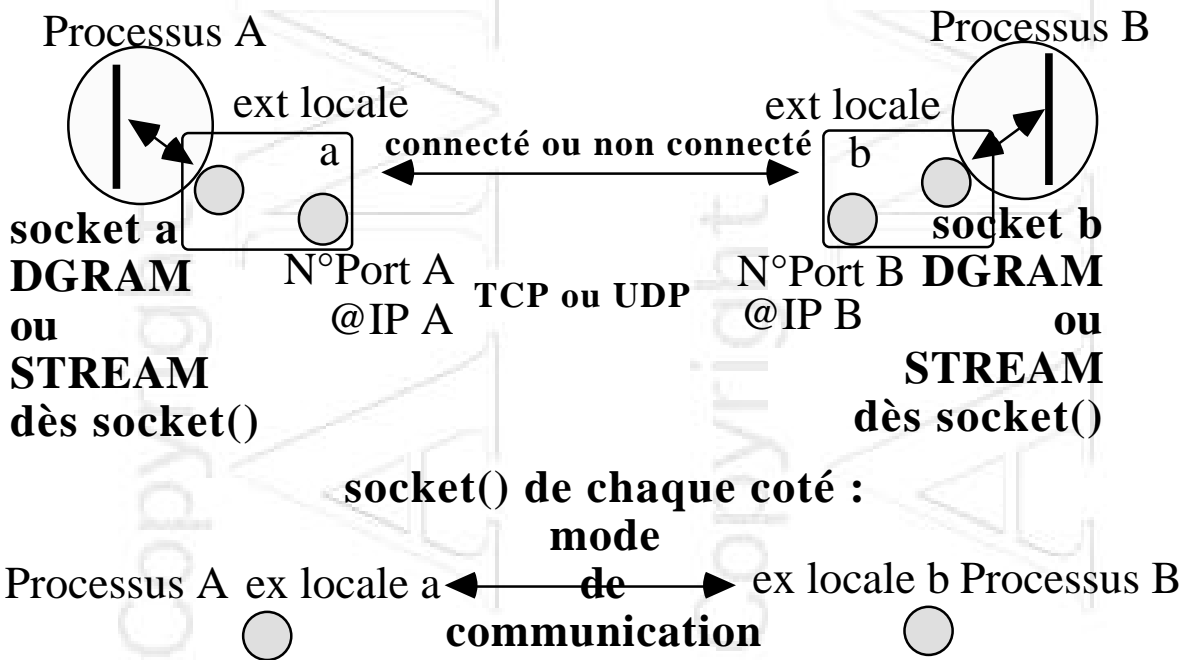 Processus A
Processus B
ext locale
ext locale
a
connecté ou non connecté
b
socket a
DGRAM
ou
STREAM
dès socket()
N°Port A
@IP A
TCP ou UDP
N°Port B
@IP B
socket b
DGRAM
ou
STREAM
dès socket()
socket() de chaque coté :
mode
de
communication
Processus A ex locale a
ex locale b Processus B
Copyright
Copyright